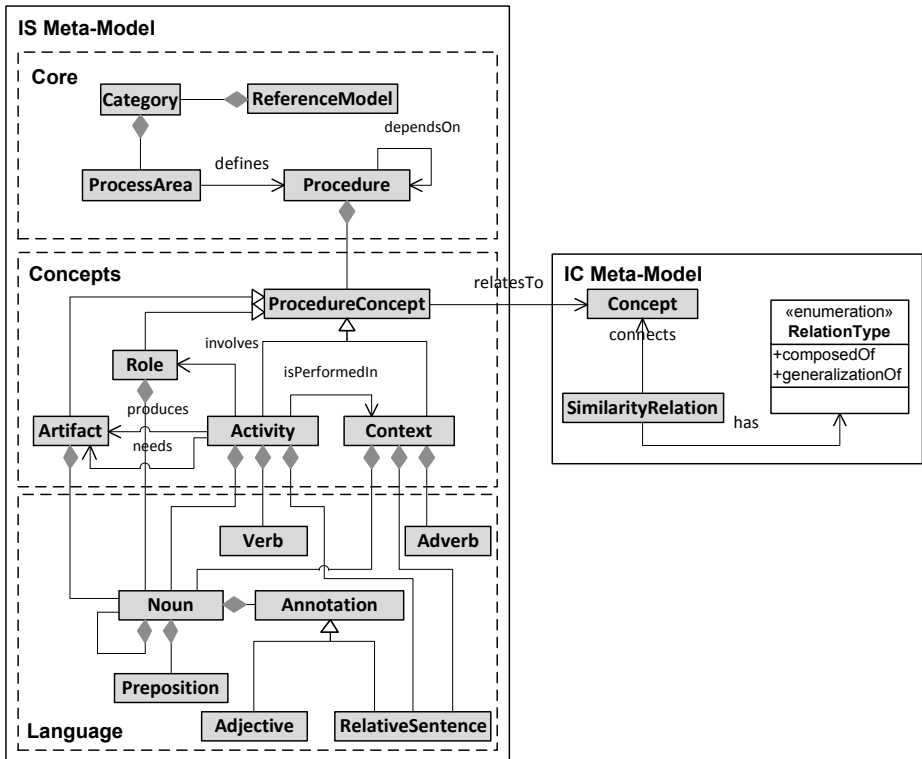 IS Meta-Model
Core
Category
ReferenceModel
dependsOn
defines
ProcessArea
Procedure
Concepts
relatesTo
IC Meta-Model
ProcedureConcept
Concept
«enumeration»
RelationType
connects
+composedOf
+generalizationOf
involves
Role
isPerformedIn
produces
SimilarityRelation
has
Artifact
Activity
Context
needs
Verb
Adverb
Noun
Annotation
Preposition
Adjective
RelativeSentence
Language